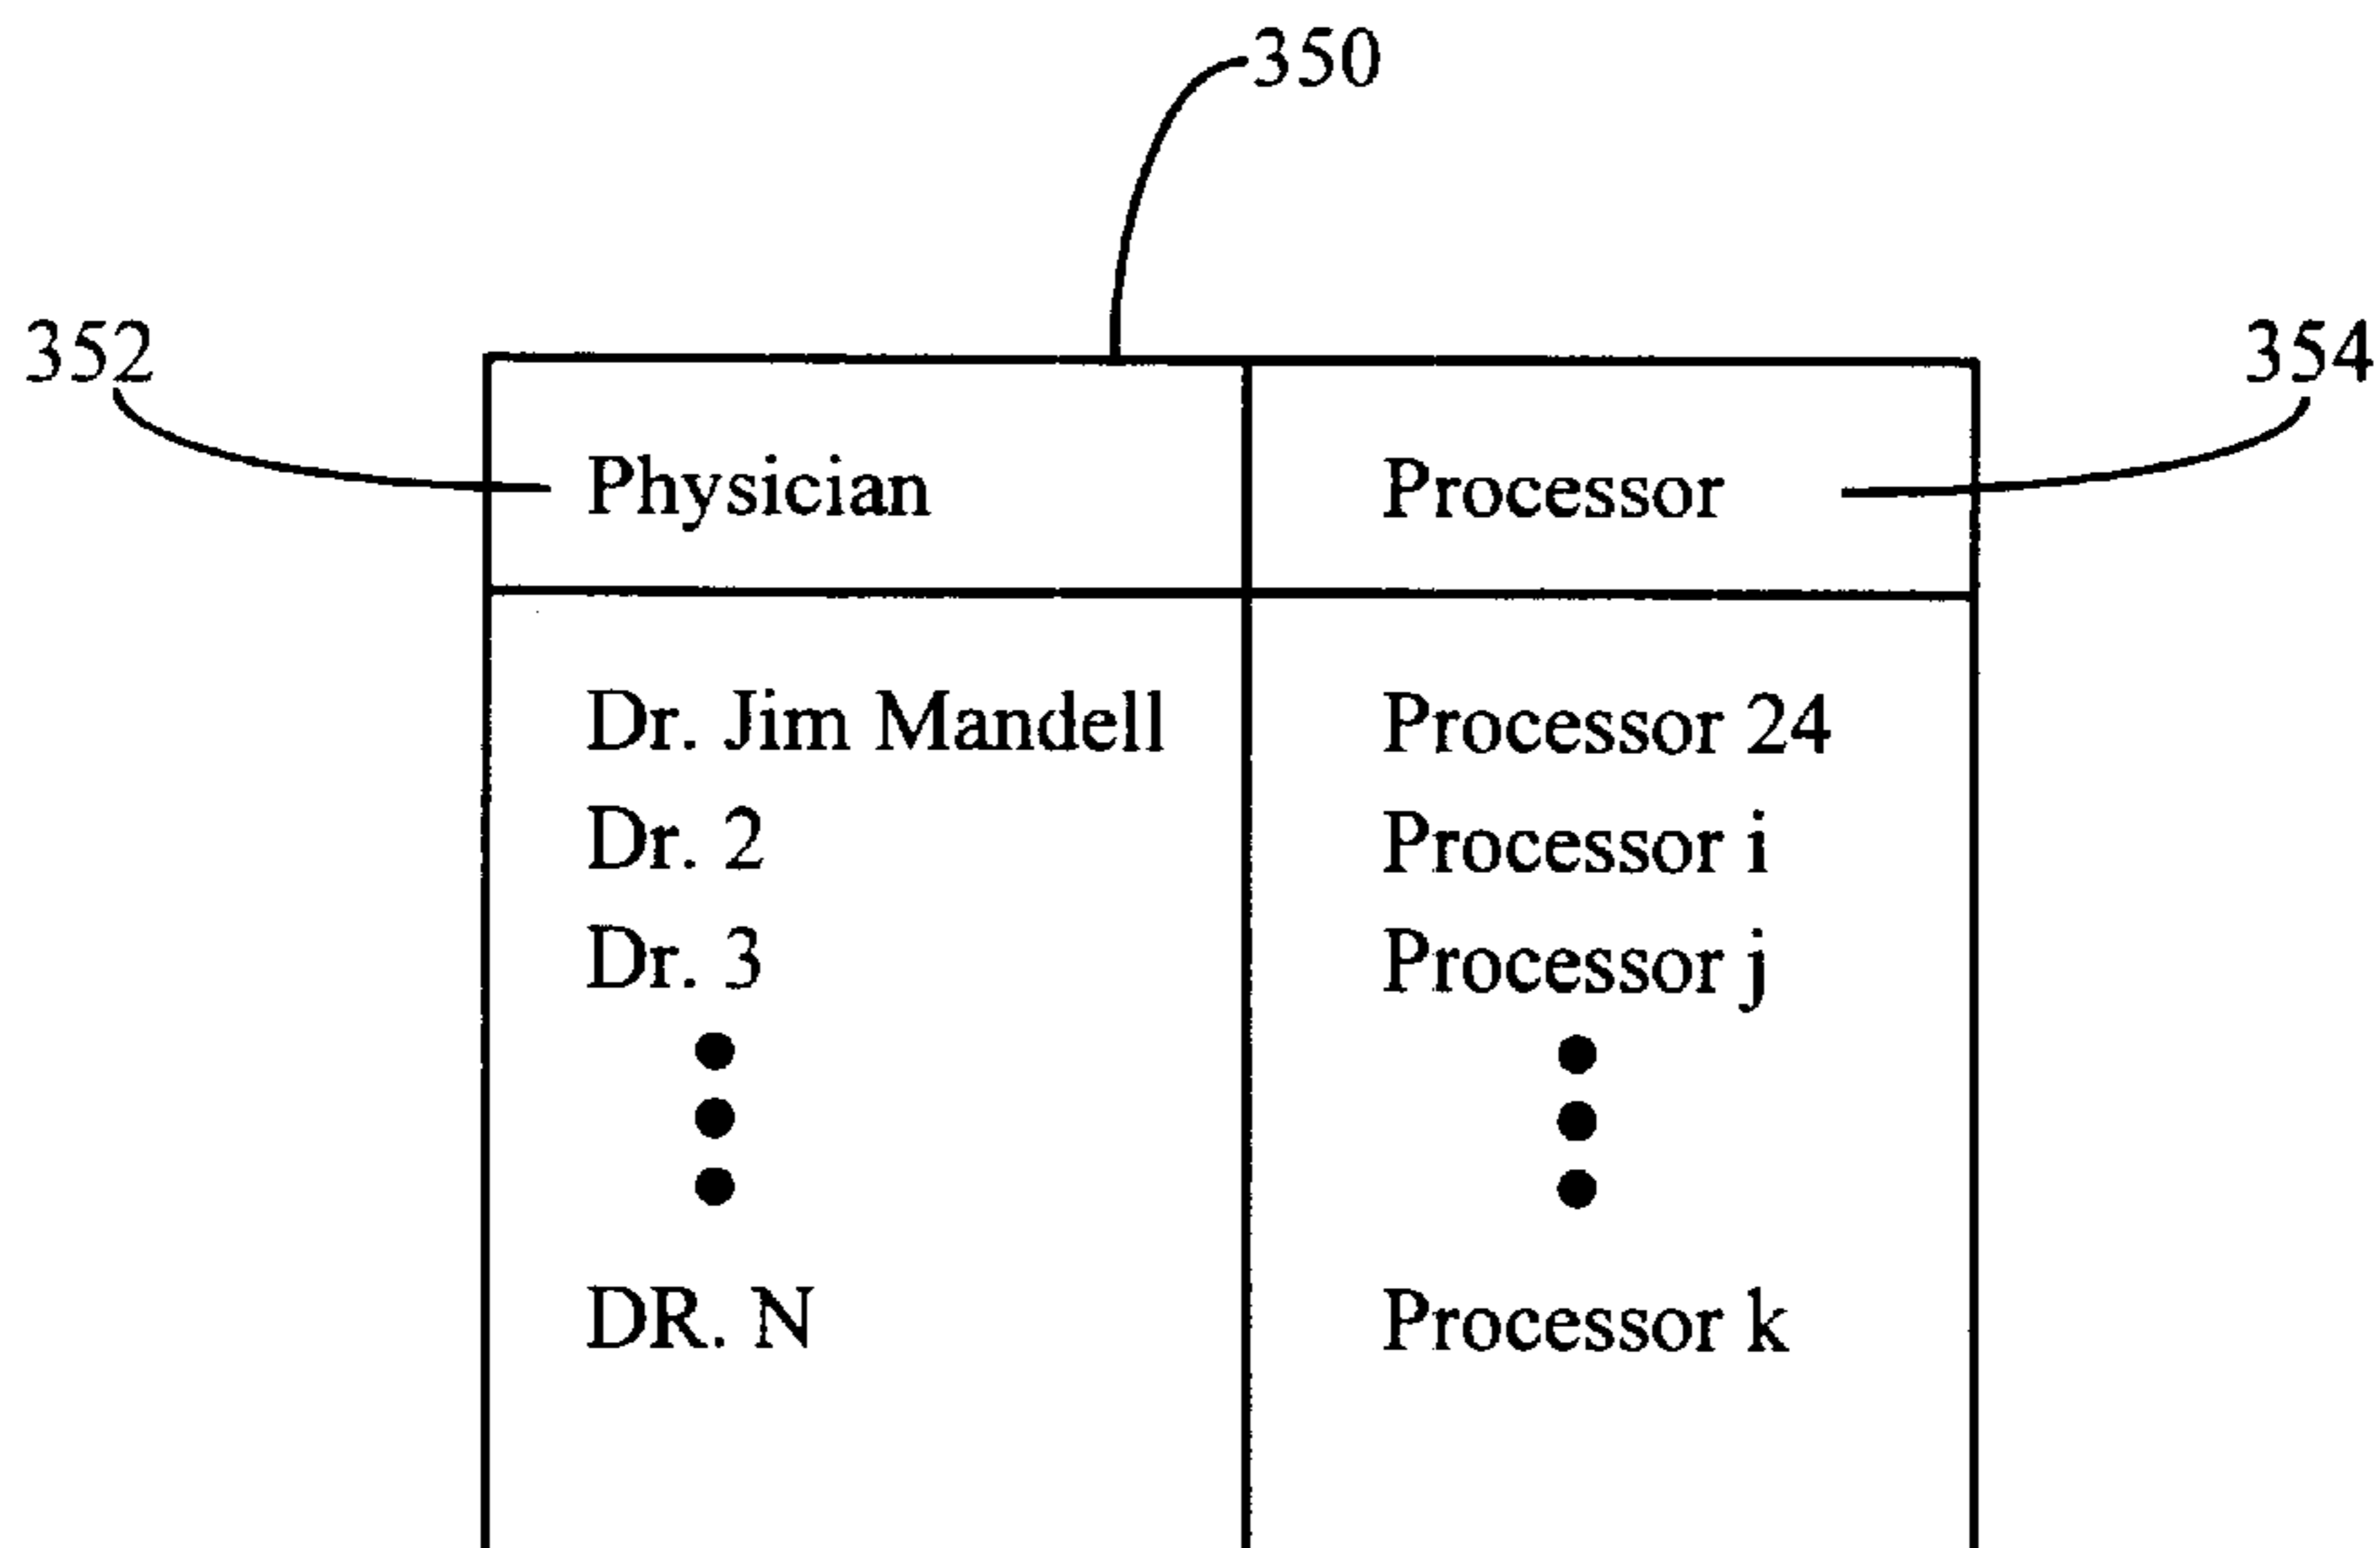 350
352 354
Physician Processor
Dr. Jim Mandell Processor 24
Dr. 2 Processor i
Dr. 3 Processor j
DR. N Processor k